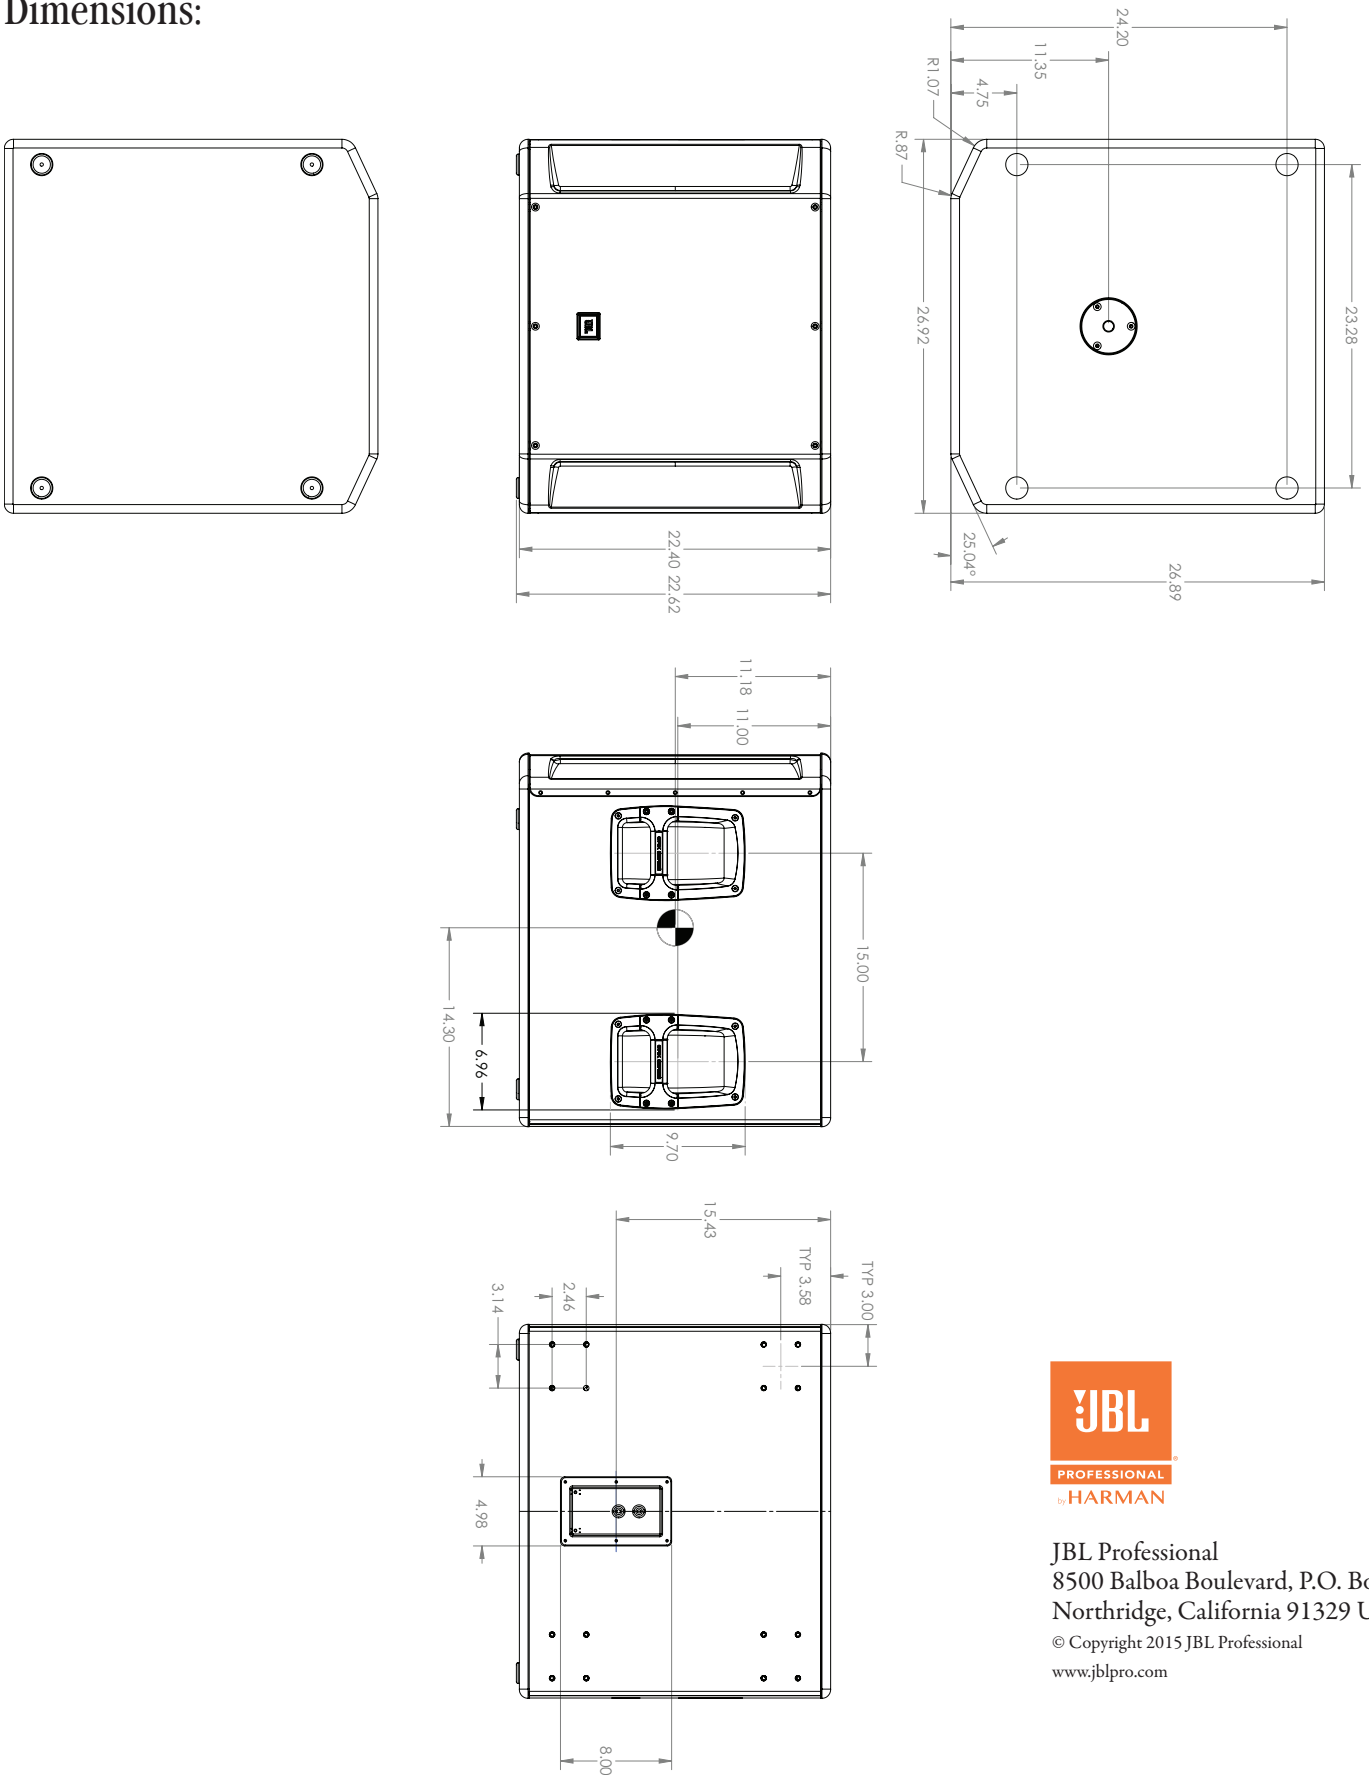 Dimensions:
24.20
11.35
4.75
R1.07
R.87
26.92
23.28
25.04°
26.89
JBL
22.40 22.62
11.18
11.00
15.00
14.30
6.96
9.70
15.43
TYP 3.58
TYP 3.00
2.46
3.14
4.98
8.00
JBL
PROFESSIONAL
by HARMAN
JBL Professional
8500 Balboa Boulevard, P.O.
Northridge, California 91329
© Copyright 2015 JBL Professional
www.jblpro.com